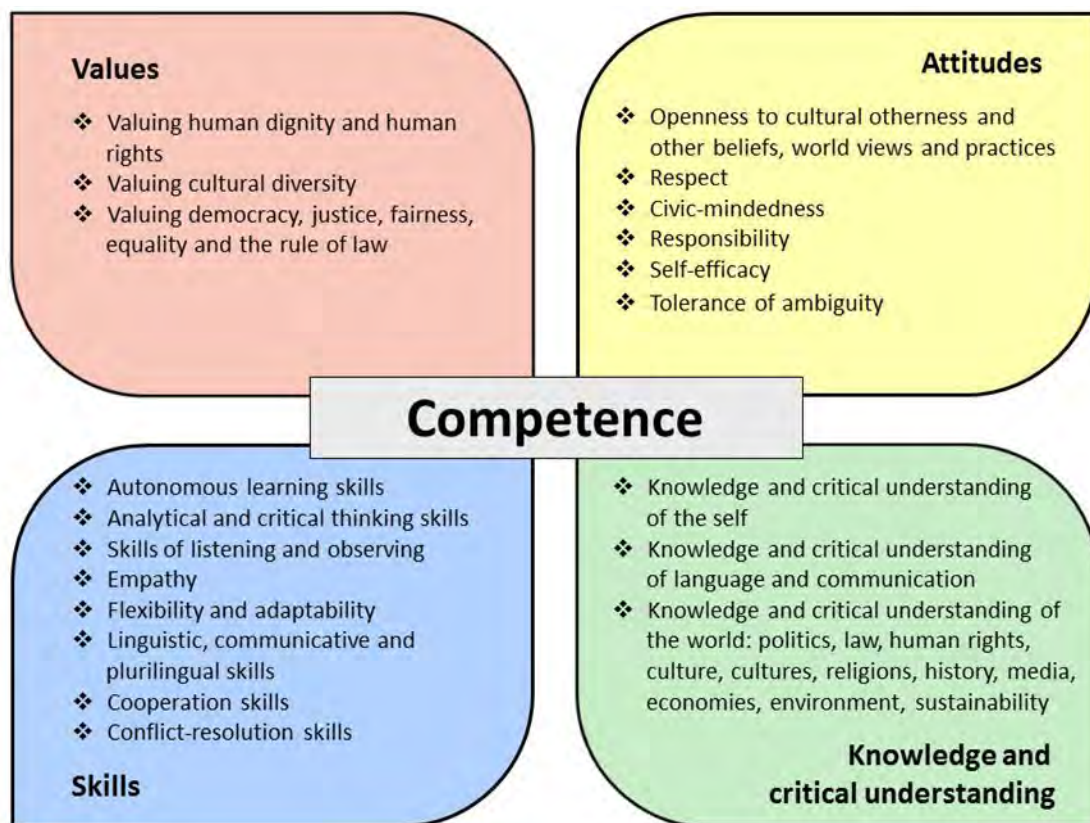 Values
❖ Valuing human dignity and human
rights
❖ Valuing cultural diversity
❖ Valuing democracy, justice, fairness,
equality and the rule of law
Attitudes
❖ Openness to cultural otherness and
other beliefs, world views and practices
❖ Respect
❖ Civic-mindedness
❖ Responsibility
❖ Self-efficacy
❖ Tolerance of ambiguity
Competence
❖ Autonomous learning skills
❖ Analytical and critical thinking skills
❖ Skills of listening and observing
❖ Empathy
❖ Flexibility and adaptability
❖ Linguistic, communicative and
plurilingual skills
❖ Cooperation skills
❖ Conflict-resolution skills
Skills
❖ Knowledge and critical understanding
of the self
❖ Knowledge and critical understanding
of language and communication
❖ Knowledge and critical understanding of
the world: politics, law, human rights,
culture, cultures, religions, history, media,
economies, environment, sustainability
Knowledge and
critical understanding